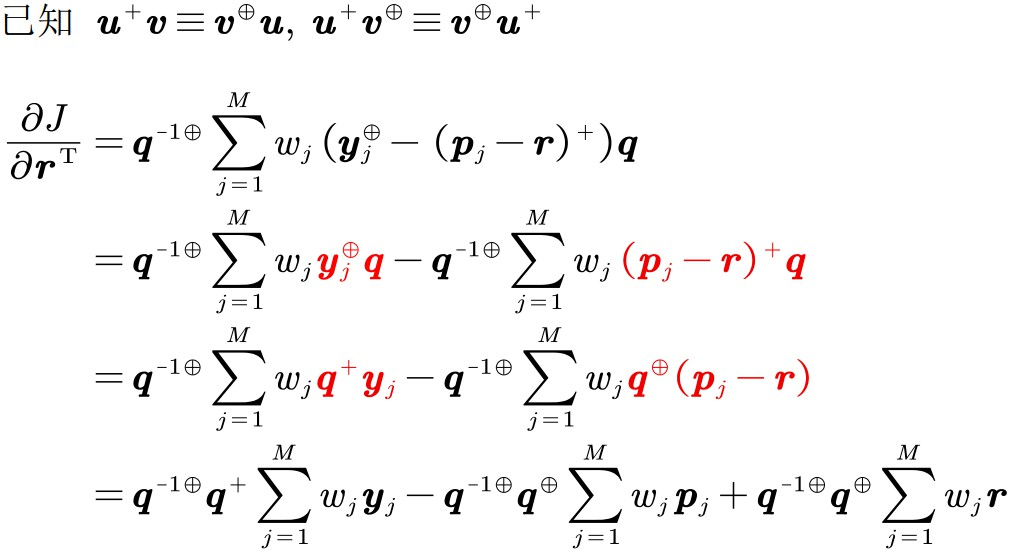 已知 u⁺v ≡ v^⊕u, u⁺v^⊕ ≡ v^⊕u⁺
∂J/∂r^T = q^{-1⊕} ∑_{j=1}^{M} w_j (y_j^⊕ − (p_j − r)⁺) q
= q^{-1⊕} ∑_{j=1}^{M} w_j y_j^⊕ q − q^{-1⊕} ∑_{j=1}^{M} w_j (p_j − r)⁺ q
= q^{-1⊕} ∑_{j=1}^{M} w_j q⁺ y_j − q^{-1⊕} ∑_{j=1}^{M} w_j q^⊕ (p_j − r)
= q^{-1⊕} q⁺ ∑_{j=1}^{M} w_j y_j − q^{-1⊕} q^⊕ ∑_{j=1}^{M} w_j p_j + q^{-1⊕} q^⊕ ∑_{j=1}^{M} w_j r